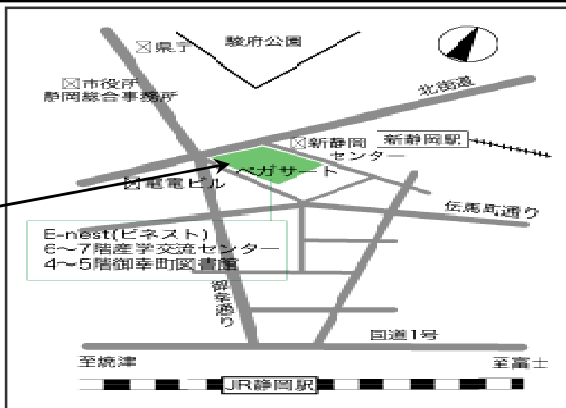 県庁
駿府公園
市役所
静岡総合事務所
北街道
新静岡
センター
新静岡駅
ペガサート
電電ビル
伝馬町通り
E-nest(ビネスト)
6～7階産学交流センター
4～5階御幸町図書館
御幸通り
国道1号
至焼津
至富士
JR静岡駅